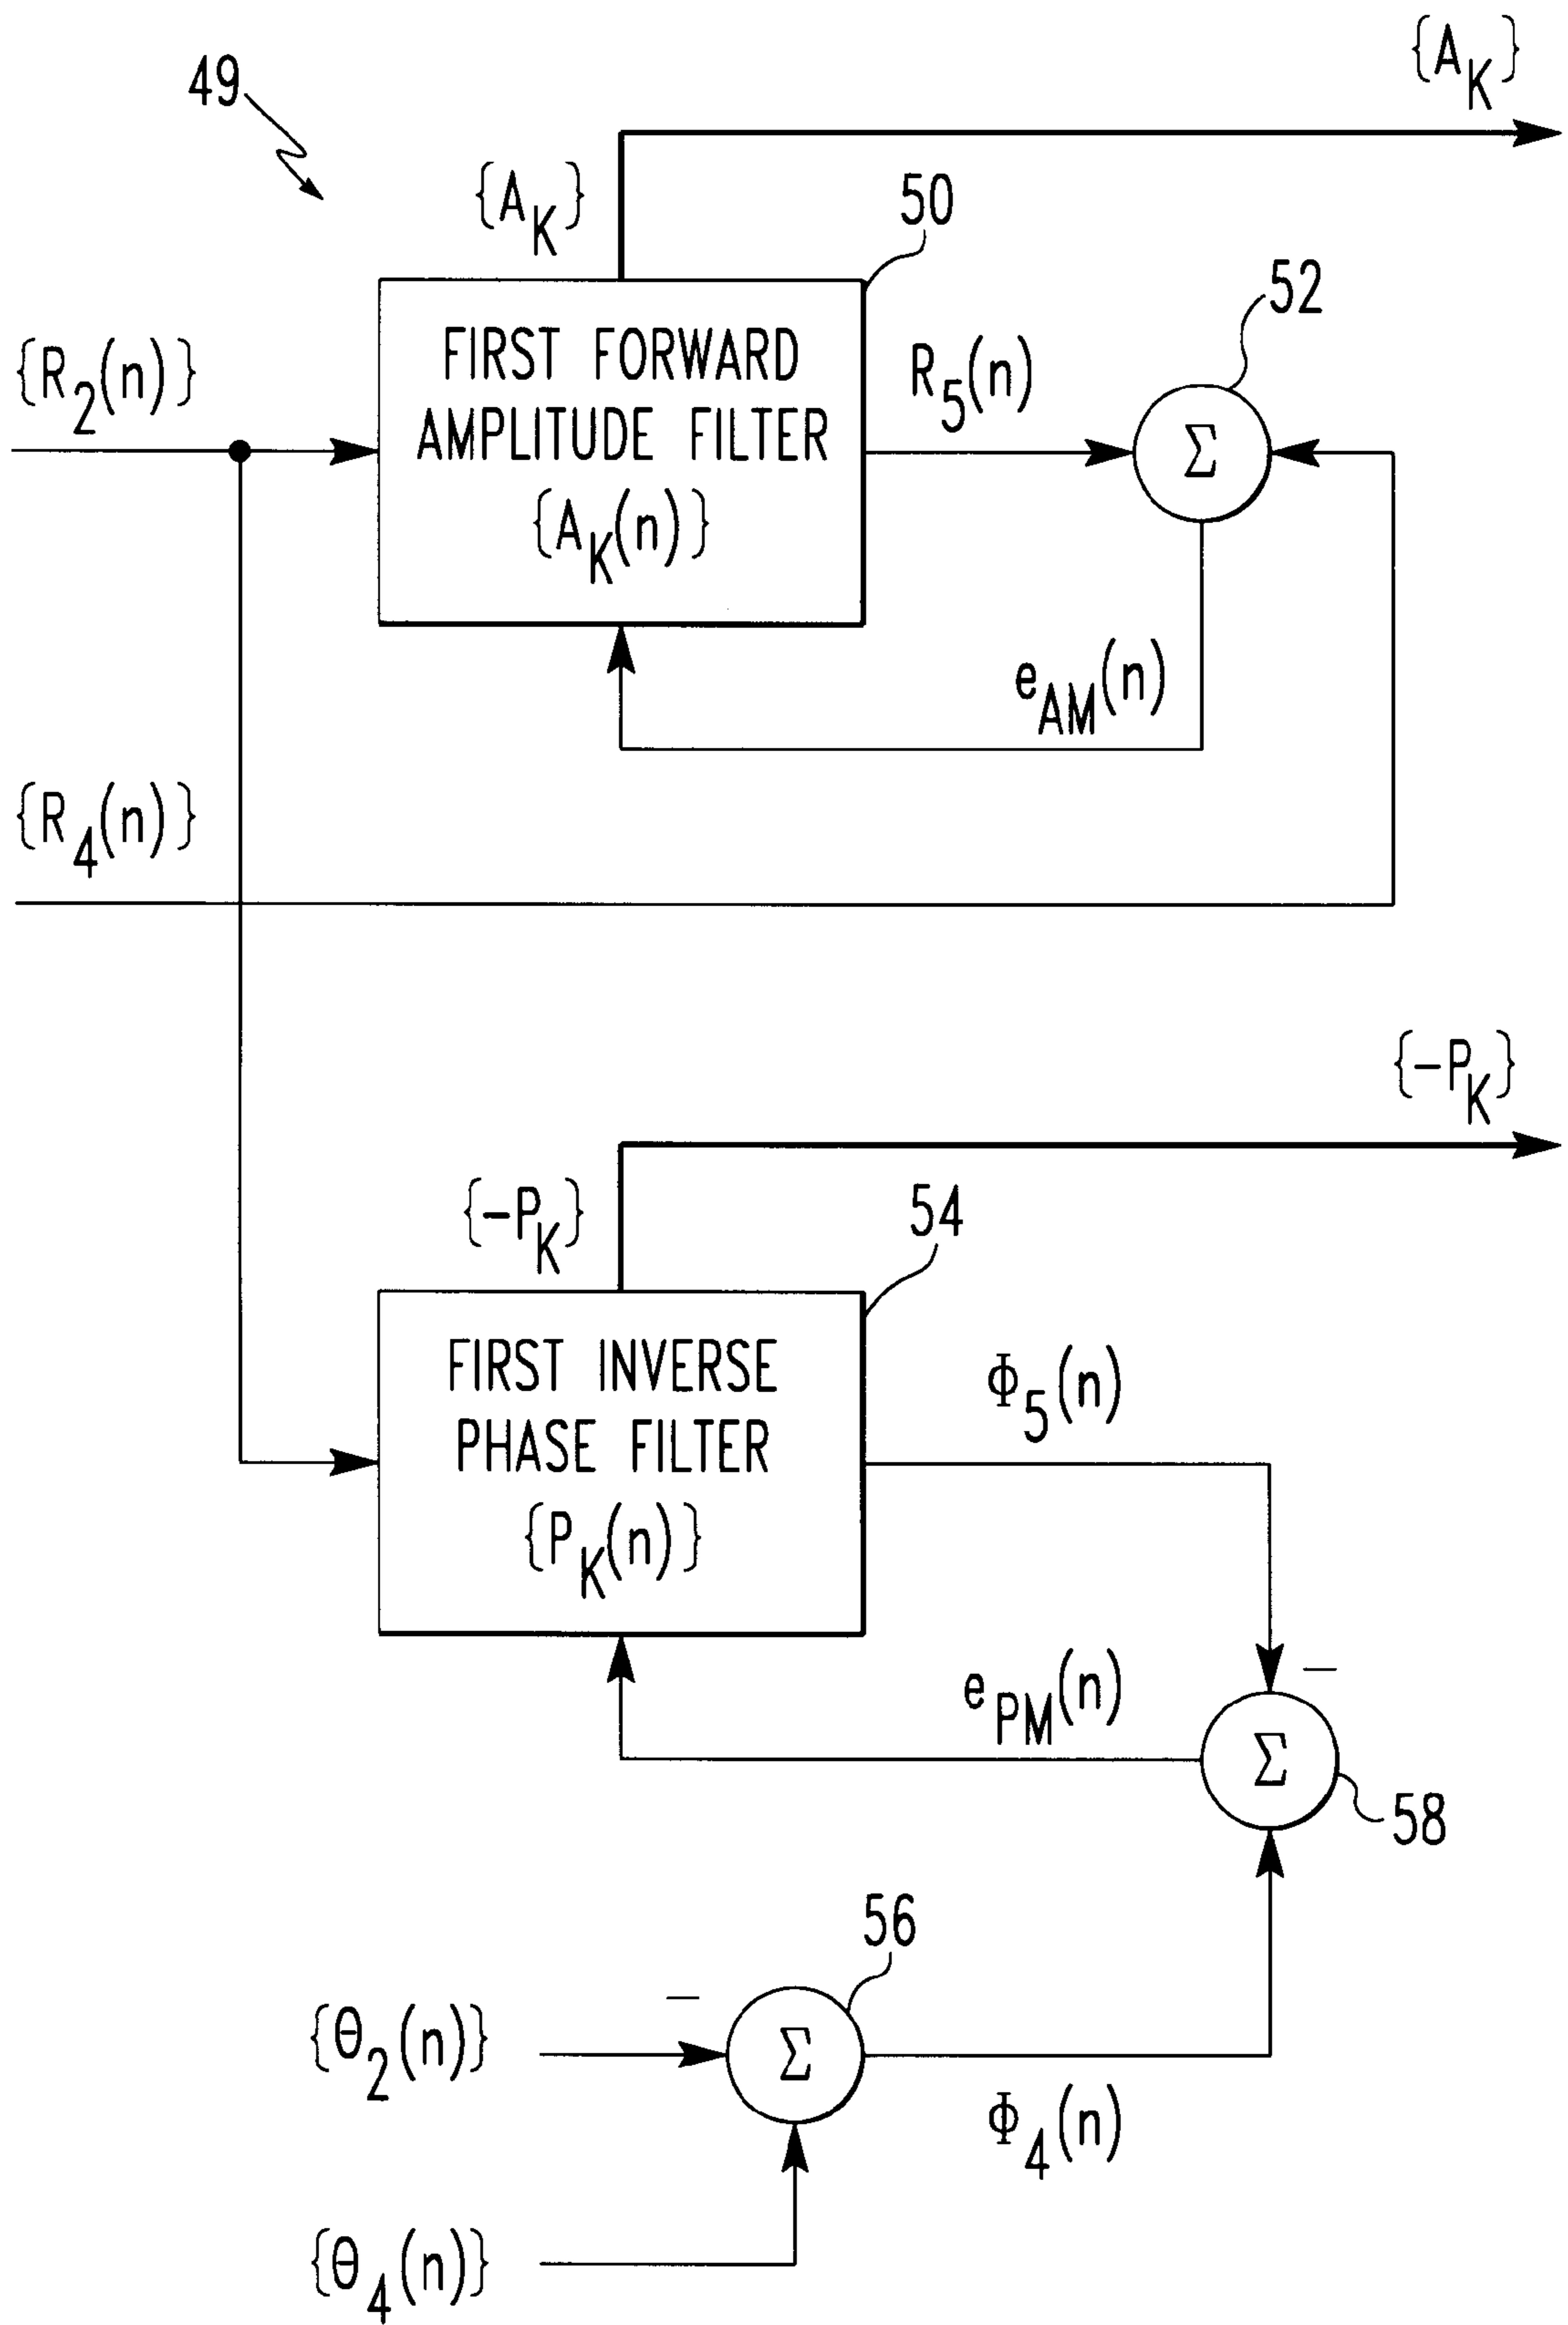 {A_K}
49
{A_K}
50
52
{R_2(n)}
FIRST FORWARD
AMPLITUDE FILTER
{A_K(n)}
R_5(n)
Σ
e_AM(n)
{R_4(n)}
{-P_K}
{-P_K}
54
FIRST INVERSE
PHASE FILTER
{P_K(n)}
Φ_5(n)
−
e_PM(n)
Σ
58
56
−
{θ_2(n)}
Σ
Φ_4(n)
{θ_4(n)}